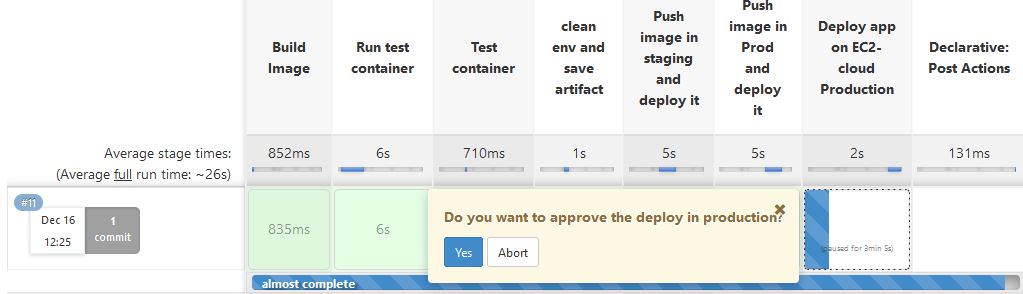 Build
Image
Run test
container
Test
container
clean
env and
save
artifact
Push
image in
staging
and
deploy it
Push
image in
Prod
and
deploy
it
Deploy app
on EC2-
cloud
Production
Declarative:
Post Actions
Average stage times:
(Average full run time: ~26s)
852ms
6s
710ms
1s
5s
5s
2s
131ms
#11
Dec 16
12:25
1
commit
835ms
6s
Do you want to approve the deploy in production?
Yes
Abort
(paused for 3min 5s)
almost complete